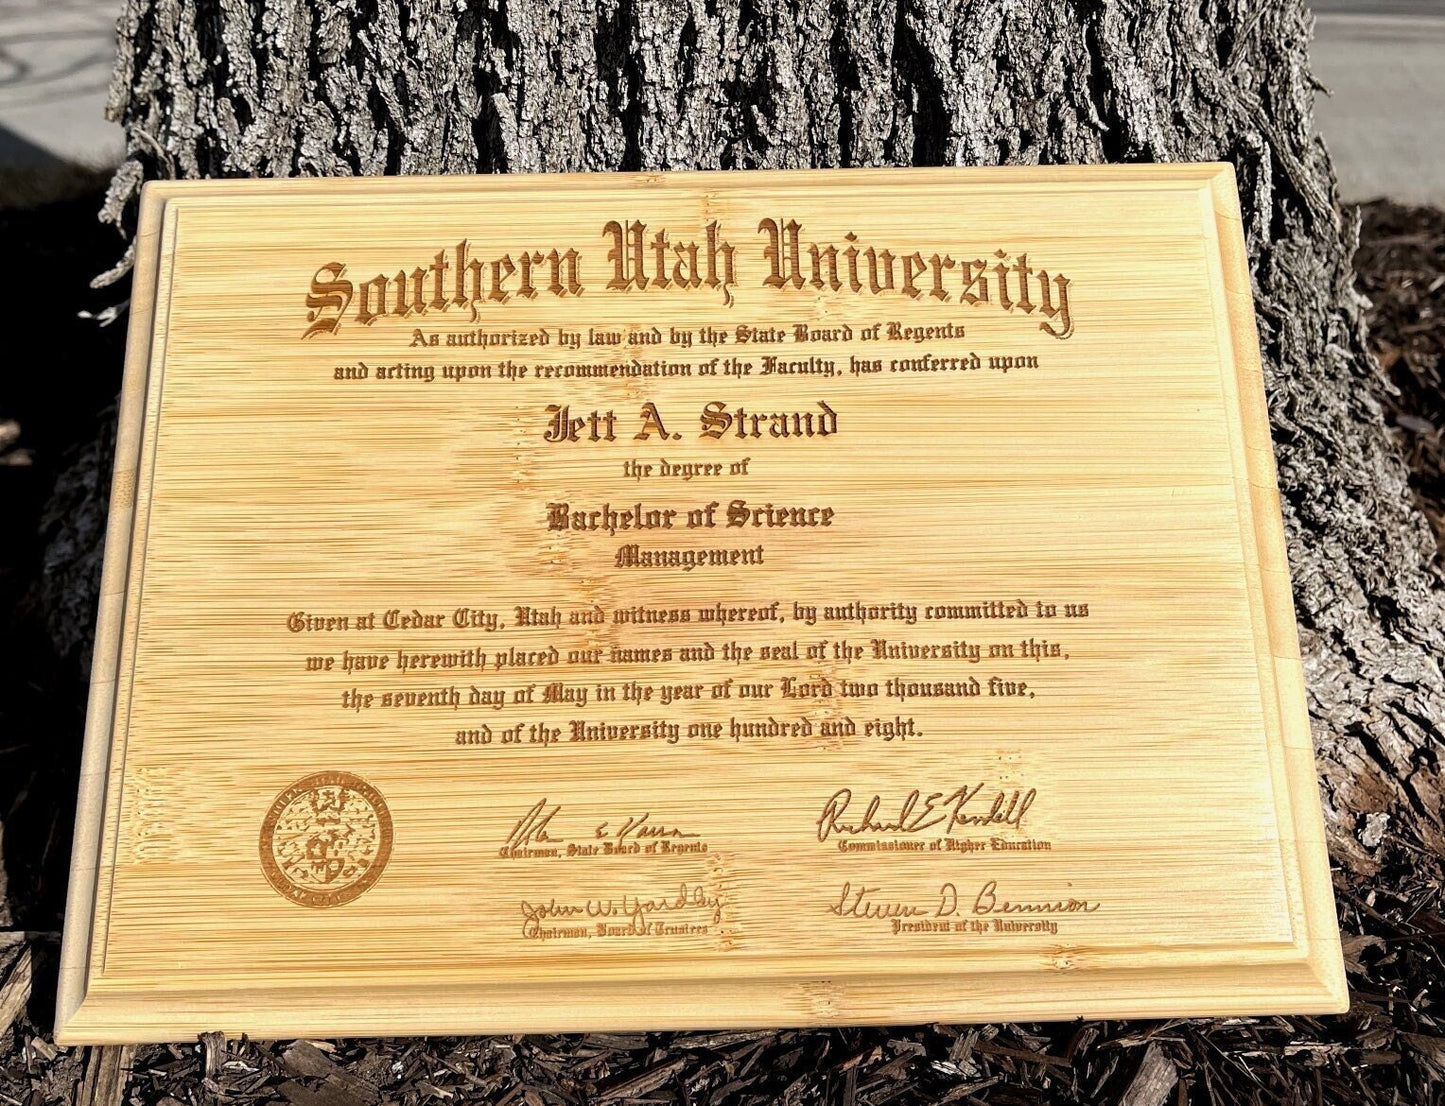 Southern Utah University
As authorized by law and by the State Board of Regents
and acting upon the recommendation of the Faculty, has conferred upon
Jett A. Strand
the degree of
Bachelor of Science
Management
Given at Cedar City, Utah and witness whereof, by authority committed to us
we have herewith placed our names and the seal of the University on this,
the seventh day of May in the year of our Lord two thousand five,
and of the University one hundred and eight.
Richard E Kendell
Chairman, State Board of Regents
Commissioner of Higher Education
John W. Yardley
Steven D. Bennion
Chairman, Board of Trustees
President of the University